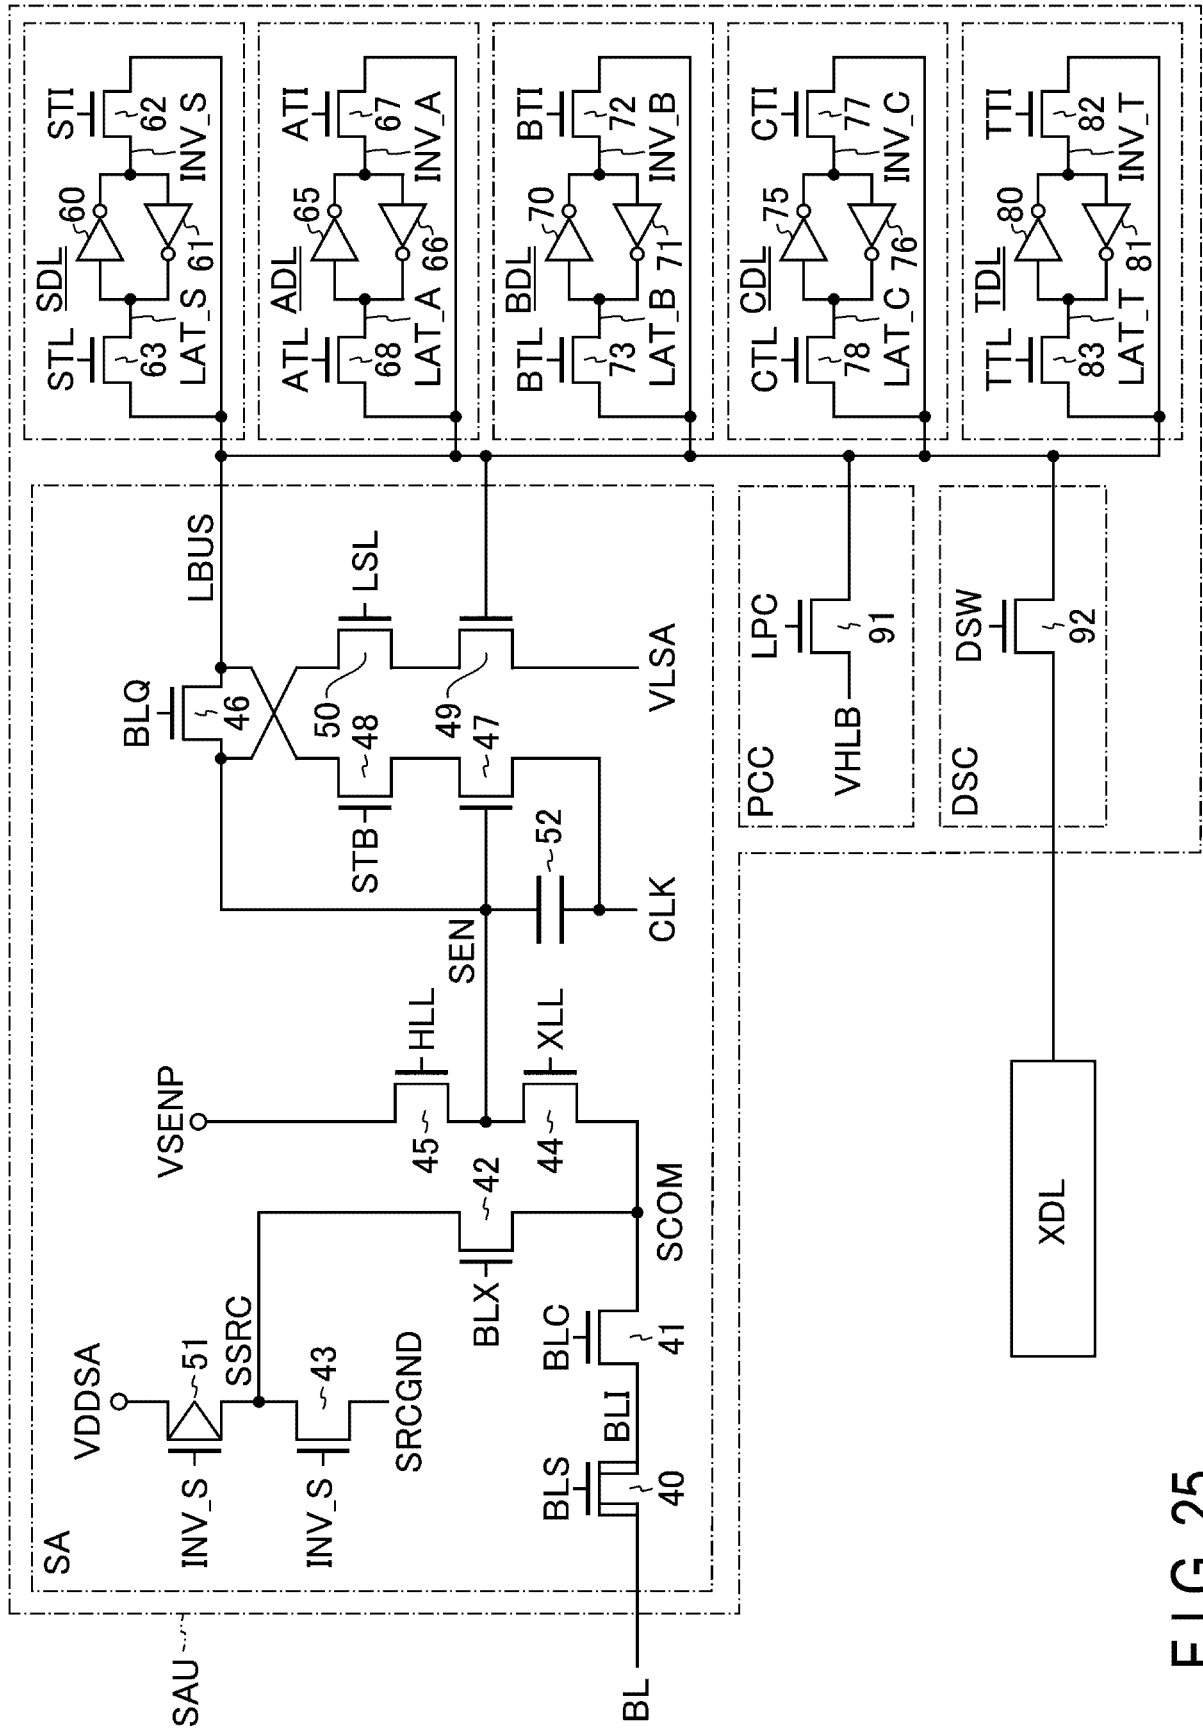 SAU
SA
VDDSA
INV_S
51
SSRC
INV_S
43
SRCGND
BL
BLS
40
BLI
BLC
41
SCOM
BLX
42
VSENP
45
HLL
44
XLL
SEN
52
CLK
STB
48
47
50
49
LSL
VLSA
BLQ
46
LBUS
PCC
LPC
91
VHLB
DSC
DSW
92
XDL
STL
63
LAT_S
SDL
60
61
STI
62
INV_S
ATL
68
LAT_A
ADL
65
66
ATI
67
INV_A
BTL
73
LAT_B
BDL
70
71
BTI
72
INV_B
CTL
78
LAT_C
CDL
75
76
CTI
77
INV_C
TTL
83
LAT_T
TDL
80
81
TTI
82
INV_T
FIG. 25